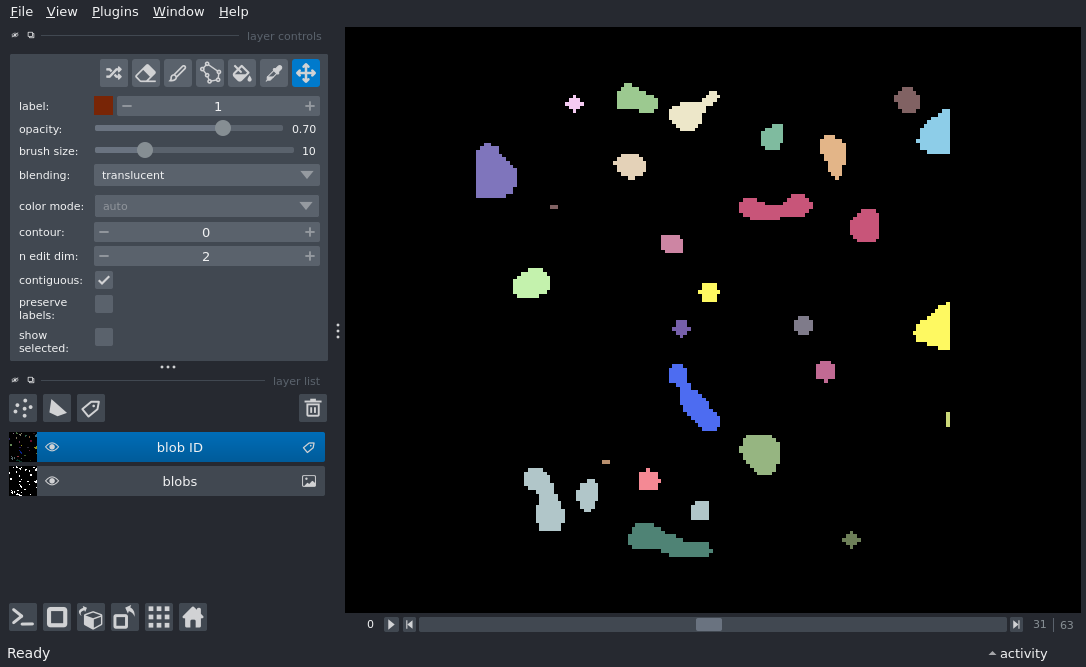 File View Plugins Window Help
layer controls
label: 1
opacity: 0.70
brush size: 10
blending: translucent
color mode: auto
contour: 0
n edit dim: 2
contiguous:
preserve
labels:
show
selected:
layer list
blob ID
blobs
0 31 | 63
Ready activity